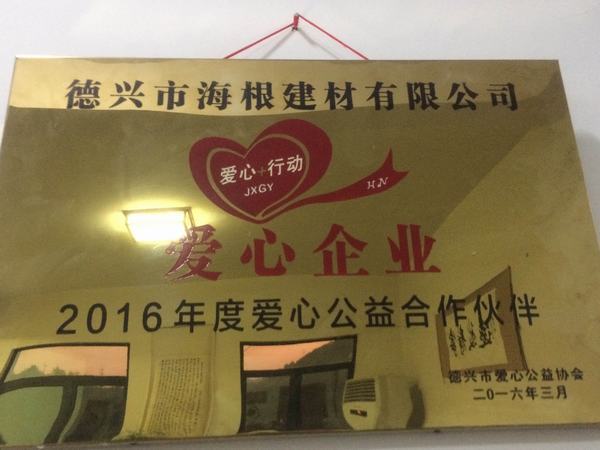 德兴市海根建材有限公司
爱心+行动
JXGY
HN
爱心企业
2016年度爱心公益合作伙伴
德兴市爱心公益协会
二0一六年三月